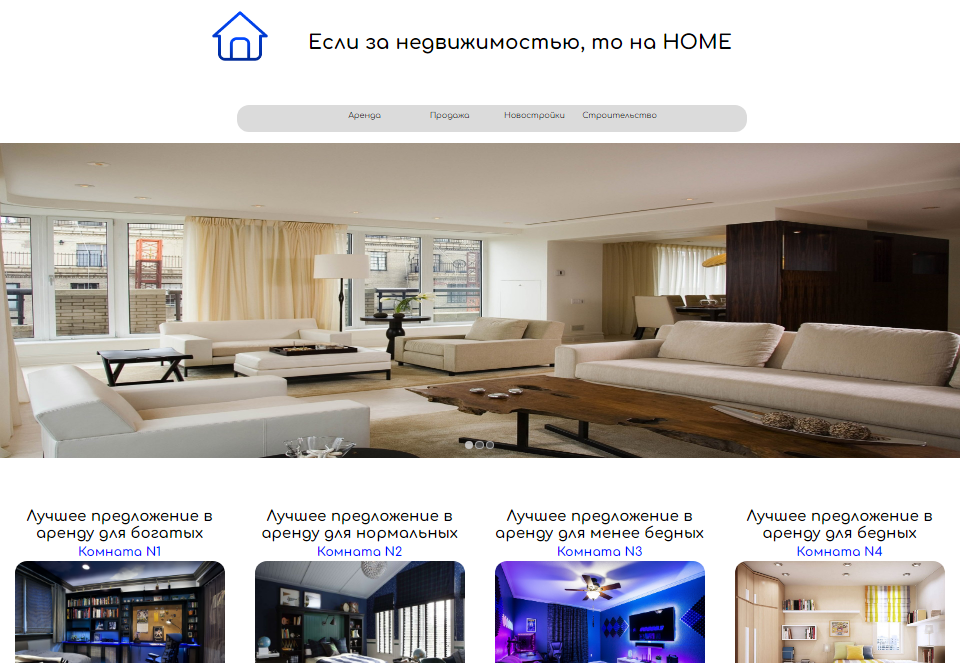 Если за недвижимостью, то на HOME
Аренда Продажа Новостройки Строительство
Лучшее предложение в
аренду для богатых
Комната N1
Лучшее предложение в
аренду для нормальных
Комната N2
Лучшее предложение в
аренду для менее бедных
Комната N3
Лучшее предложение в
аренду для бедных
Комната N4